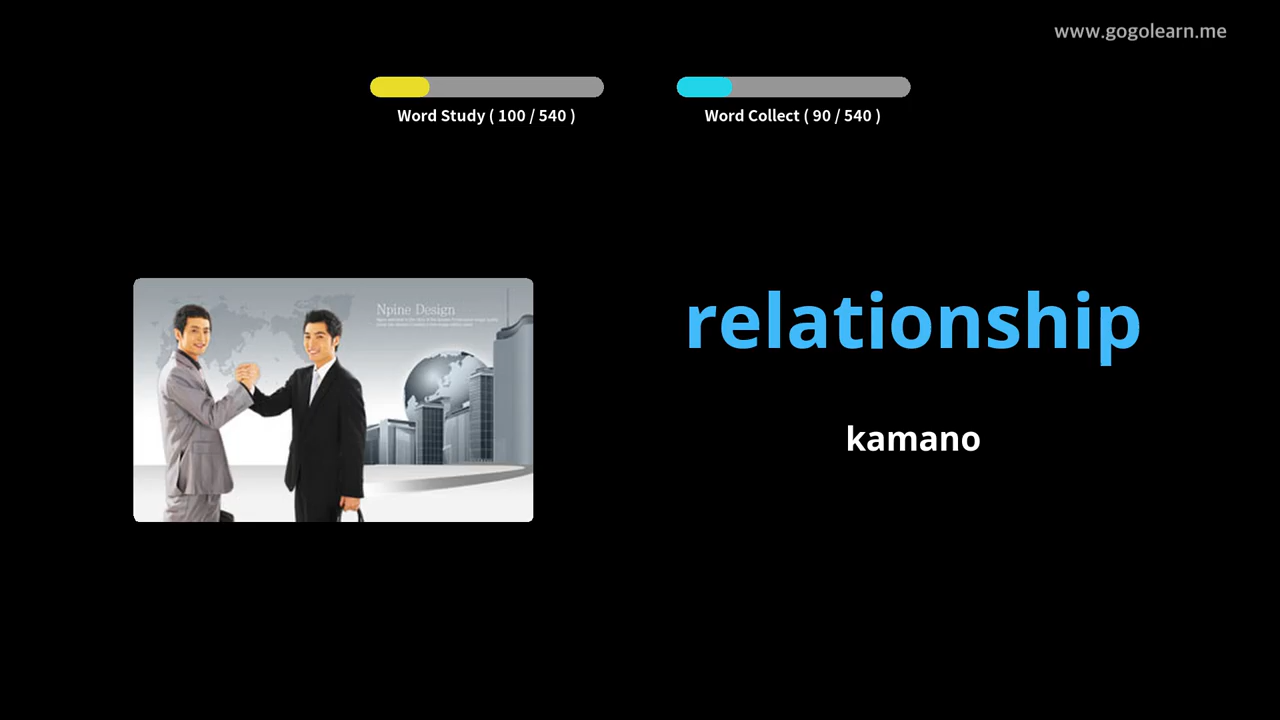 www.gogolearn.me
Word Study ( 100 / 540 )
Word Collect ( 90 / 540 )
Npine Design
relationship
kamano